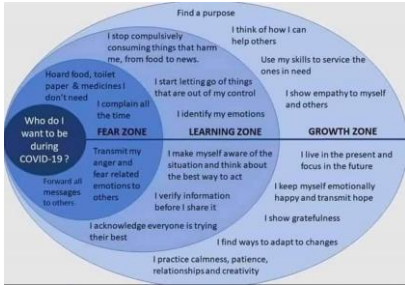 Find a purpose
I think of how I can
help others
I stop compulsively
consuming things that harm
me, from food to news.
Use my skills to service the
ones in need
Hoard food, toilet
paper & medicines I
don't need
I start letting go of things
that are out of my control
I show empathy to myself
and others
I complain all
the time
I identify my emotions
Who do I
want to be
during
COVID-19 ?
FEAR ZONE
LEARNING ZONE
GROWTH ZONE
Transmit my
anger and
fear related
emotions to
others
I make myself aware of the
situation and think about
the best way to act
I live in the present and
focus in the future
Forward all
messages
to others
I verify information
before I share it
I keep myself emotionally
happy and transmit hope
I show gratefulness
I acknowledge everyone is trying
their best
I find ways to adapt to changes
I practice calmness, patience,
relationships and creativity